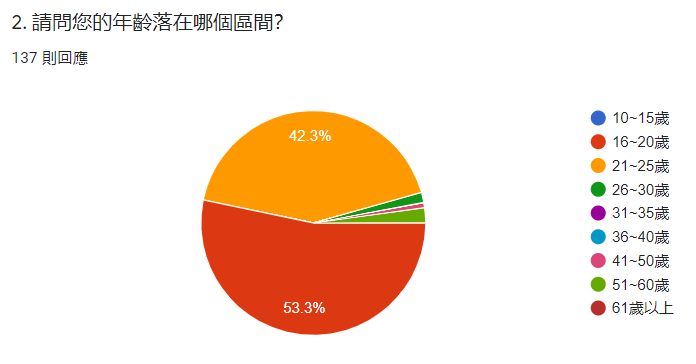 2. 請問您的年齡落在哪個區間?
137 則回應
42.3%
53.3%
10~15歲
16~20歲
21~25歲
26~30歲
31~35歲
36~40歲
41~50歲
51~60歲
61歲以上